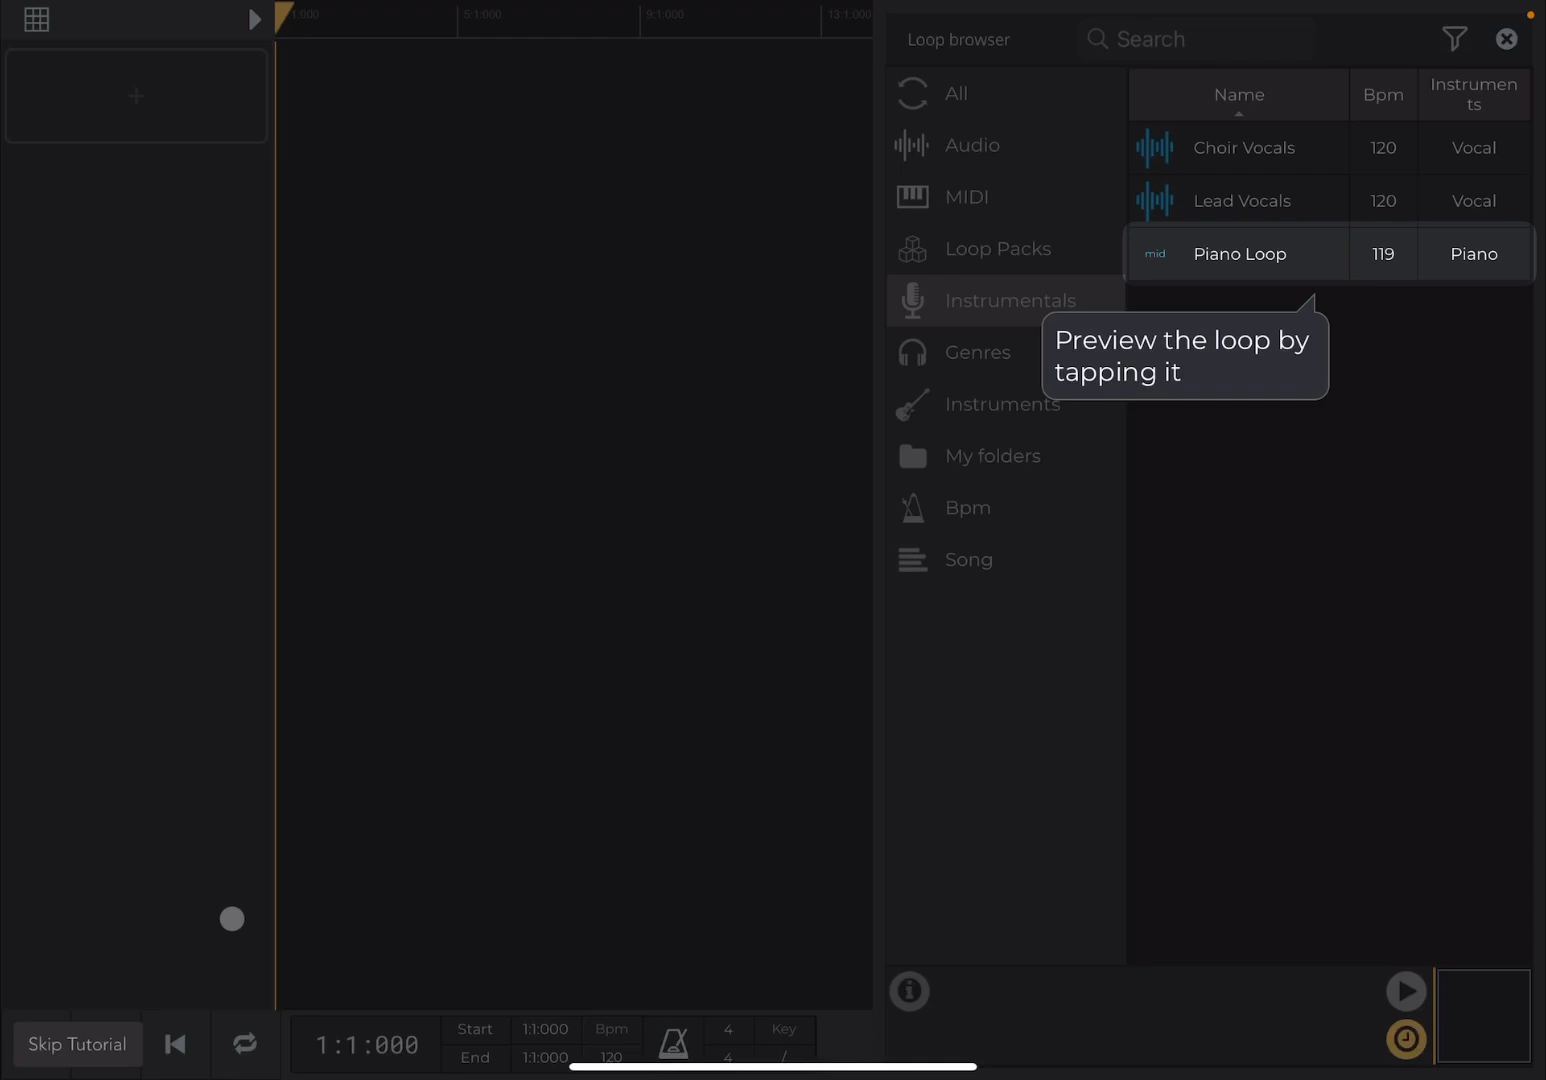 1:000 5:1:000 9:1:000 13:1:000
Loop browser
Search
All
Audio
MIDI
Loop Packs
Instrumentals
Genres
Instruments
My folders
Bpm
Song
Name Bpm Instrumen
ts
Choir Vocals 120 Vocal
Lead Vocals 120 Vocal
mid Piano Loop 119 Piano
Preview the loop by
tapping it
Skip Tutorial
1:1:000
Start 1:1:000 Bpm 4 Key
End 1:1:000 120 4 /